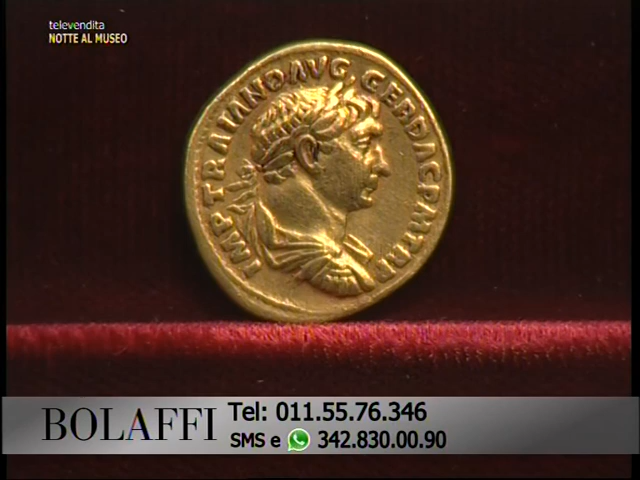 televendita
NOTTE AL MUSEO
IMP TRAIANO AVG GER DAC P M TR P
BOLAFFI
Tel: 011.55.76.346
SMS e 342.830.00.90